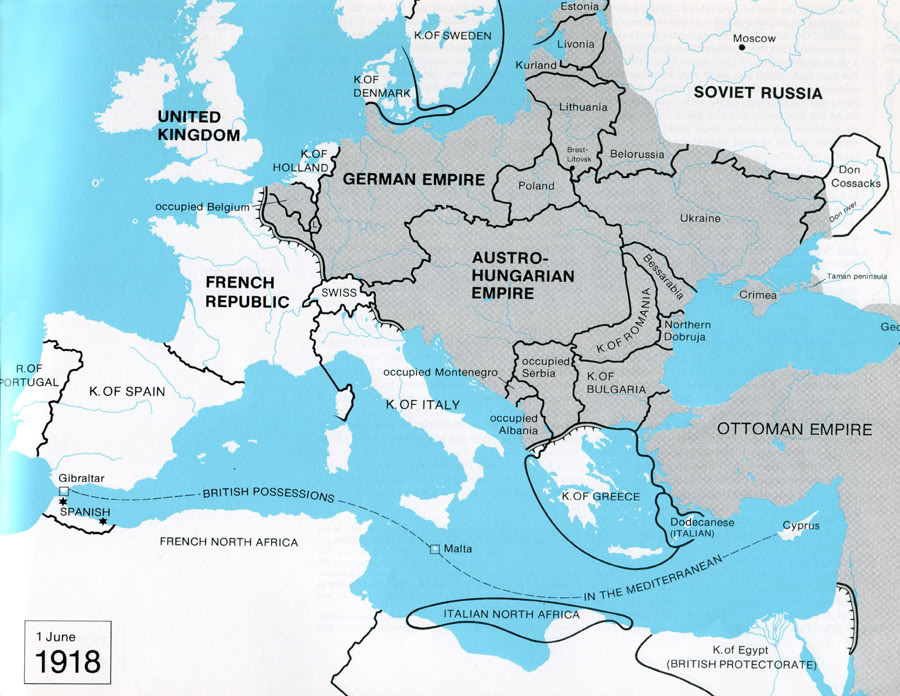 Estonia
K. OF SWEDEN
Livonia
Moscow
Kurland
K. OF
DENMARK
SOVIET RUSSIA
Lithuania
UNITED
KINGDOM
Brest-
Litovsk
Belorussia
K. OF
HOLLAND
GERMAN EMPIRE
Poland
Don
Cossacks
occupied Belgium
Don river
Ukraine
L
AUSTRO-
HUNGARIAN
EMPIRE
Bessarabia
FRENCH
REPUBLIC
SWISS
Taman peninsula
Crimea
K. OF ROMANIA
Northern
Dobruja
Geo
R. OF
PORTUGAL
K. OF SPAIN
occupied Montenegro
occupied
Serbia
K. OF
BULGARIA
K. OF ITALY
occupied
Albania
OTTOMAN EMPIRE
Gibraltar
BRITISH POSSESSIONS
K. OF GREECE
SPANISH
Dodecanese
(ITALIAN)
Cyprus
FRENCH NORTH AFRICA
Malta
IN THE MEDITERRANEAN
ITALIAN NORTH AFRICA
1 June
1918
K. of Egypt
(BRITISH PROTECTORATE)